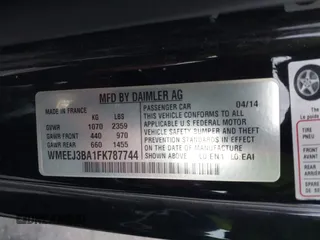 MFD BY DAIMLER AG
MADE IN FRANCE
PASSENGER CAR 04/14
KG LBS
GVWR 1070 2359
GAWR FRONT 440 970
GAWR REAR 660 1455
WMEEJ3BA1FK787744
THIS VEHICLE CONFORMS TO ALL
APPLICABLE U.S FEDERAL MOTOR
VEHICLE SAFETY BUMPER AND
THEFT PREVENTION STANDARDS
IN EFFECT ON THE DATE OF
MANUFACTURE SHOWN ABOVE